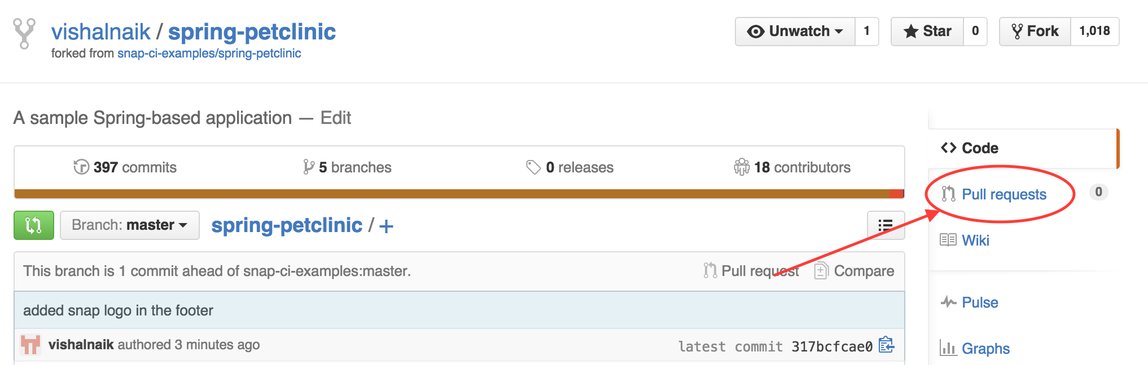 vishalnaik / spring-petclinic
Unwatch 1 Star 0 Fork 1,018
forked from snap-ci-examples/spring-petclinic
A sample Spring-based application — Edit
397 commits 5 branches 0 releases 18 contributors
Branch: master spring-petclinic / +
This branch is 1 commit ahead of snap-ci-examples:master. Pull request Compare
added snap logo in the footer
vishalnaik authored 3 minutes ago latest commit 317bcfcae0
Code
Pull requests 0
Wiki
Pulse
Graphs